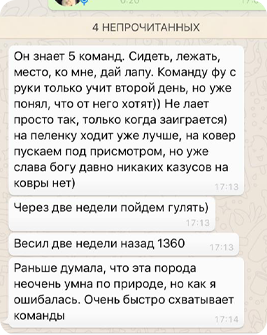 4 НЕПРОЧИТАННЫХ
Он знает 5 команд. Сидеть, лежать,
место, ко мне, дай лапу. Команду фу с
руки только учит второй день, но уже
понял, что от него хотят)) Не лает
просто так, только когда заиграется)
на пеленку ходит уже лучше, на ковер
пускаем под присмотром, но уже
слава богу давно никаких казусов на
ковры нет)
17:13
Через две недели пойдем гулять)
17:13
Весил две недели назад 1360
17:13
Раньше думала, что эта порода
неочень умна по природе, но как я
ошибалась. Очень быстро схватывает
команды
17:14